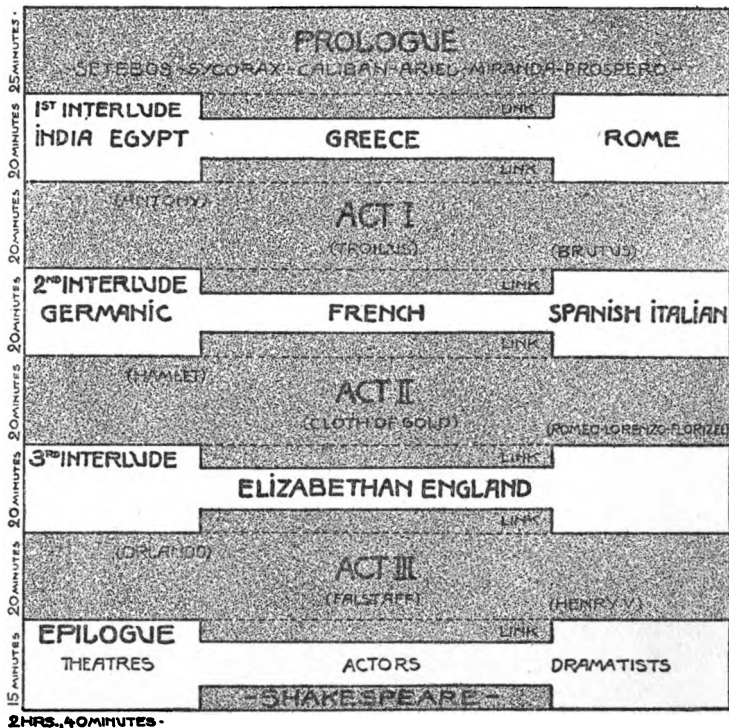 PROLOGUE
-SETEBOS-SYCORAX-CALIBAN-ARIEL-MIRANDA-PROSPERO-
25 MINUTES.
LINK
1ST INTERLUDE
INDIA EGYPT GREECE ROME
20 MINUTES
LINK
(ANTONY) ACT I
(TROILUS) (BRUTUS)
20 MINUTES
LINK
2ND INTERLUDE
GERMANIC FRENCH SPANISH ITALIAN
20 MINUTES
LINK
(HAMLET) ACT II
(CLOTH OF GOLD) (ROMEO-LORENZO-FLORIZEL)
20 MINUTES
LINK
3RD INTERLUDE
ELIZABETHAN ENGLAND
20 MINUTES
LINK
(ORLANDO) ACT III
(FALSTAFF) (HENRY V)
20 MINUTES
LINK
EPILOGUE
THEATRES ACTORS DRAMATISTS
15 MINUTES
-SHAKESPEARE-
2 HRS., 40 MINUTES.